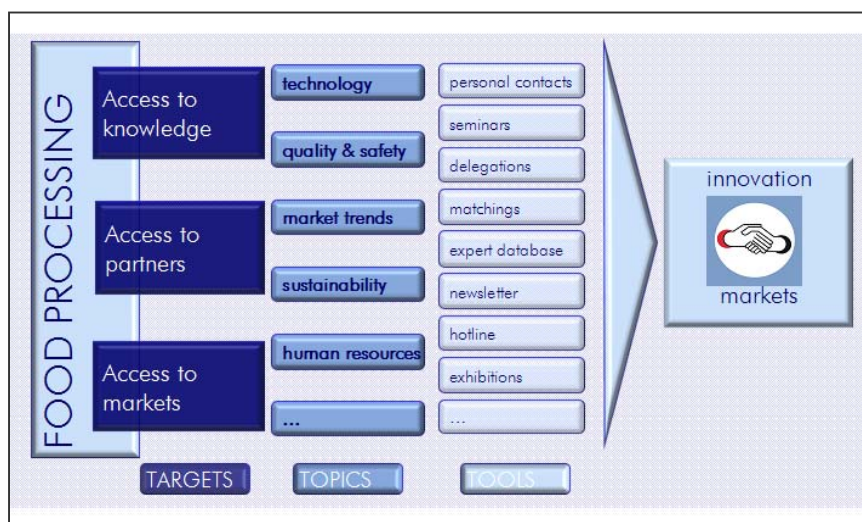 FOOD PROCESSING
Access to
knowledge
Access to
partners
Access to
markets
technology
quality & safety
market trends
sustainability
human resources
...
personal contacts
seminars
delegations
matchings
expert database
newsletter
hotline
exhibitions
...
innovation
markets
TARGETS
TOPICS
TOOLS